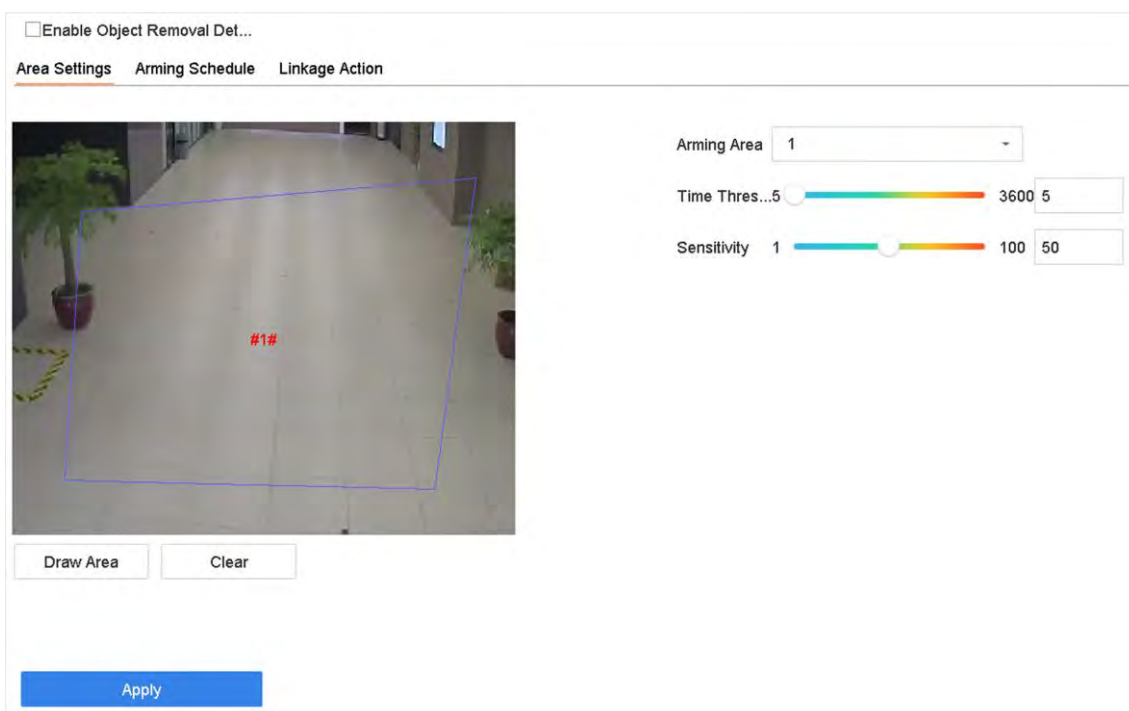 Enable Object Removal Det...
Area Settings Arming Schedule Linkage Action
Arming Area 1
Time Thres...5 3600 5
Sensitivity 1 100 50
#1#
Draw Area Clear
Apply